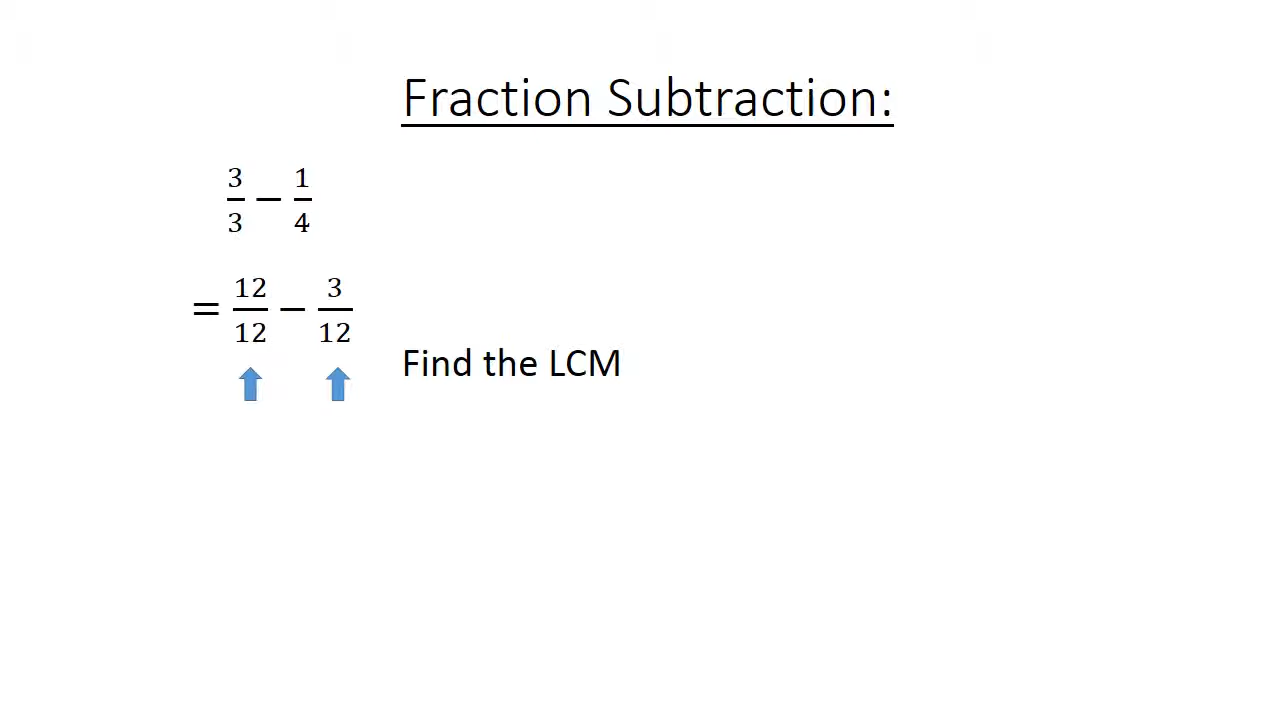 Fraction Subtraction:
3/3 − 1/4
= 12/12 − 3/12
Find the LCM